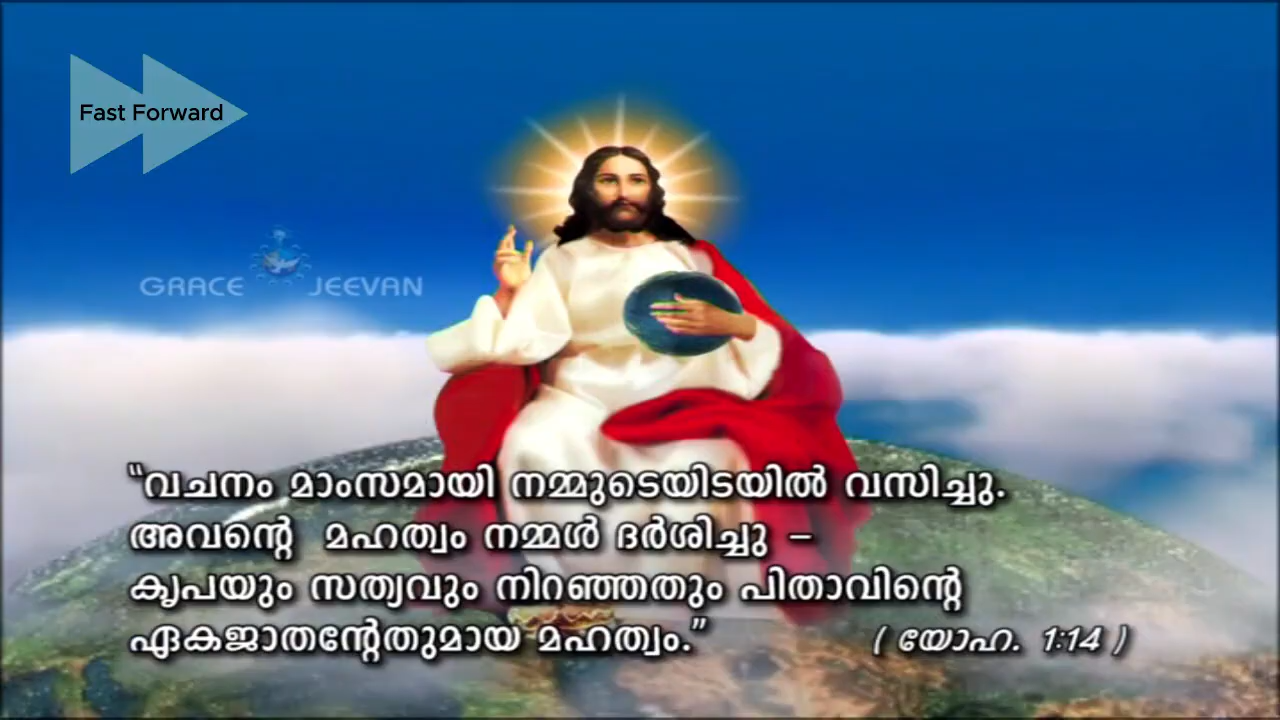 Fast Forward
GRACE JEEVAN
“വചനം മാംസമായി നമ്മുടെയിടയിൽ വസിച്ചു.
അവന്റെ മഹത്വം നമ്മൾ ദർശിച്ചു –
കൃപയും സത്യവും നിറഞ്ഞതും പിതാവിന്റെ
ഏകജാതന്റേതുമായ മഹത്വം.” ( യോഹ. 1:14 )